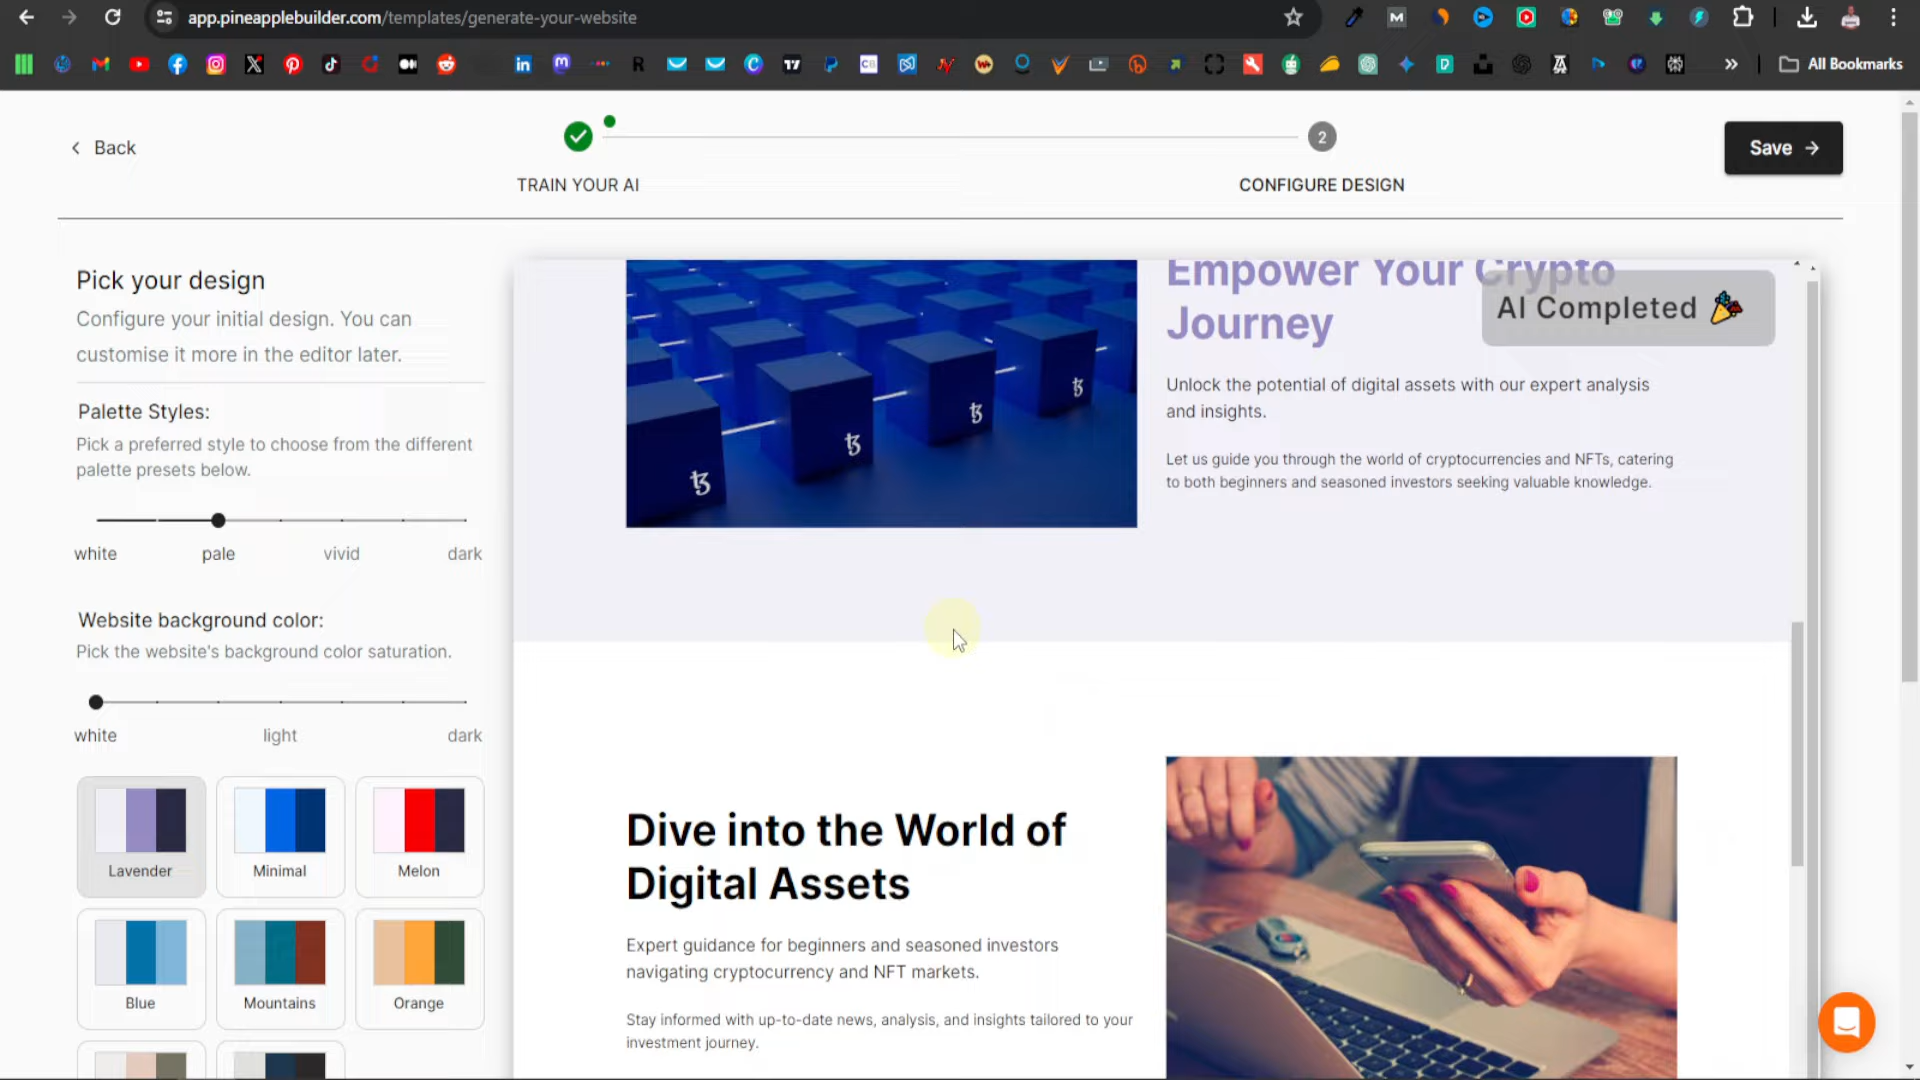 app.pineapplebuilder.com/templates/generate-your-website
All Bookmarks
Back
2
Save
TRAIN YOUR AI
CONFIGURE DESIGN
Pick your design
Configure your initial design. You can
customise it more in the editor later.
Palette Styles:
Pick a preferred style to choose from the different
palette presets below.
white
pale
vivid
dark
Website background color:
Pick the website's background color saturation.
white
light
dark
Lavender
Minimal
Melon
Blue
Mountains
Orange
Empower Your Crypto
Journey
AI Completed
Unlock the potential of digital assets with our expert analysis
and insights.
Let us guide you through the world of cryptocurrencies and NFTs, catering
to both beginners and seasoned investors seeking valuable knowledge.
Dive into the World of
Digital Assets
Expert guidance for beginners and seasoned investors
navigating cryptocurrency and NFT markets.
Stay informed with up-to-date news, analysis, and insights tailored to your
investment journey.